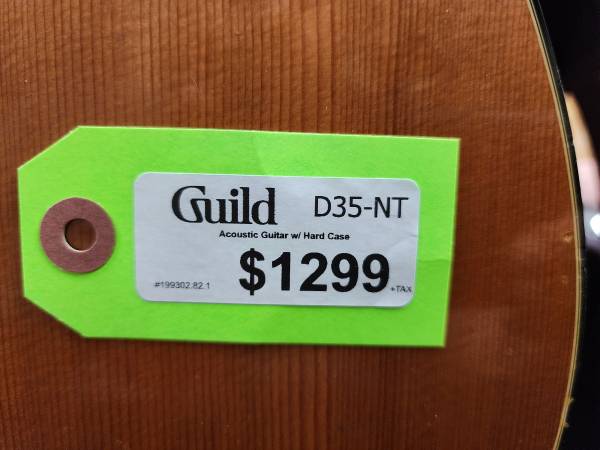 Guild D35-NT
Acoustic Guitar w/ Hard Case
#199302.82.1 $1299 +TAX